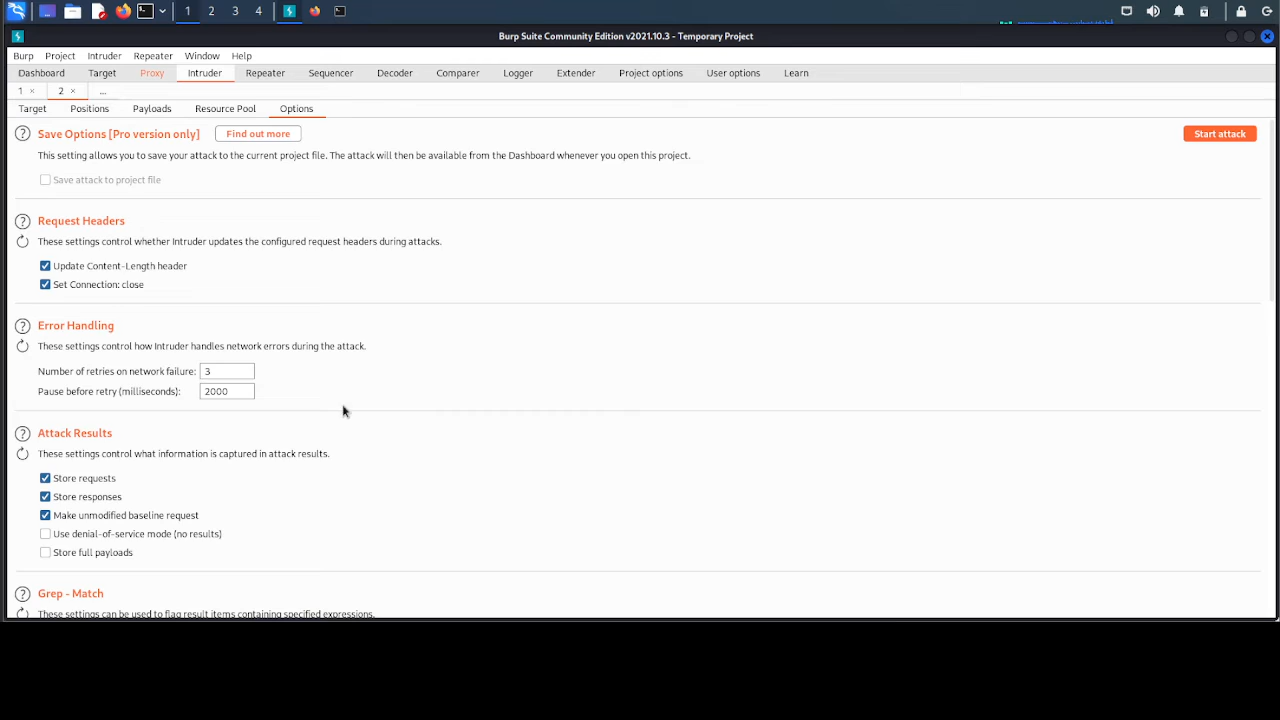 1 2 3 4
Burp Suite Community Edition v2021.10.3 - Temporary Project
Burp Project Intruder Repeater Window Help
Dashboard Target Proxy Intruder Repeater Sequencer Decoder Comparer Logger Extender Project options User options Learn
1 × 2 × ...
Target Positions Payloads Resource Pool Options
? Save Options [Pro version only] Find out more Start attack
This setting allows you to save your attack to the current project file. The attack will then be available from the Dashboard whenever you open this project.
Save attack to project file
? Request Headers
These settings control whether Intruder updates the configured request headers during attacks.
Update Content-Length header
Set Connection: close
? Error Handling
These settings control how Intruder handles network errors during the attack.
Number of retries on network failure: 3
Pause before retry (milliseconds): 2000
? Attack Results
These settings control what information is captured in attack results.
Store requests
Store responses
Make unmodified baseline request
Use denial-of-service mode (no results)
Store full payloads
? Grep - Match
These settings can be used to flag result items containing specified expressions.